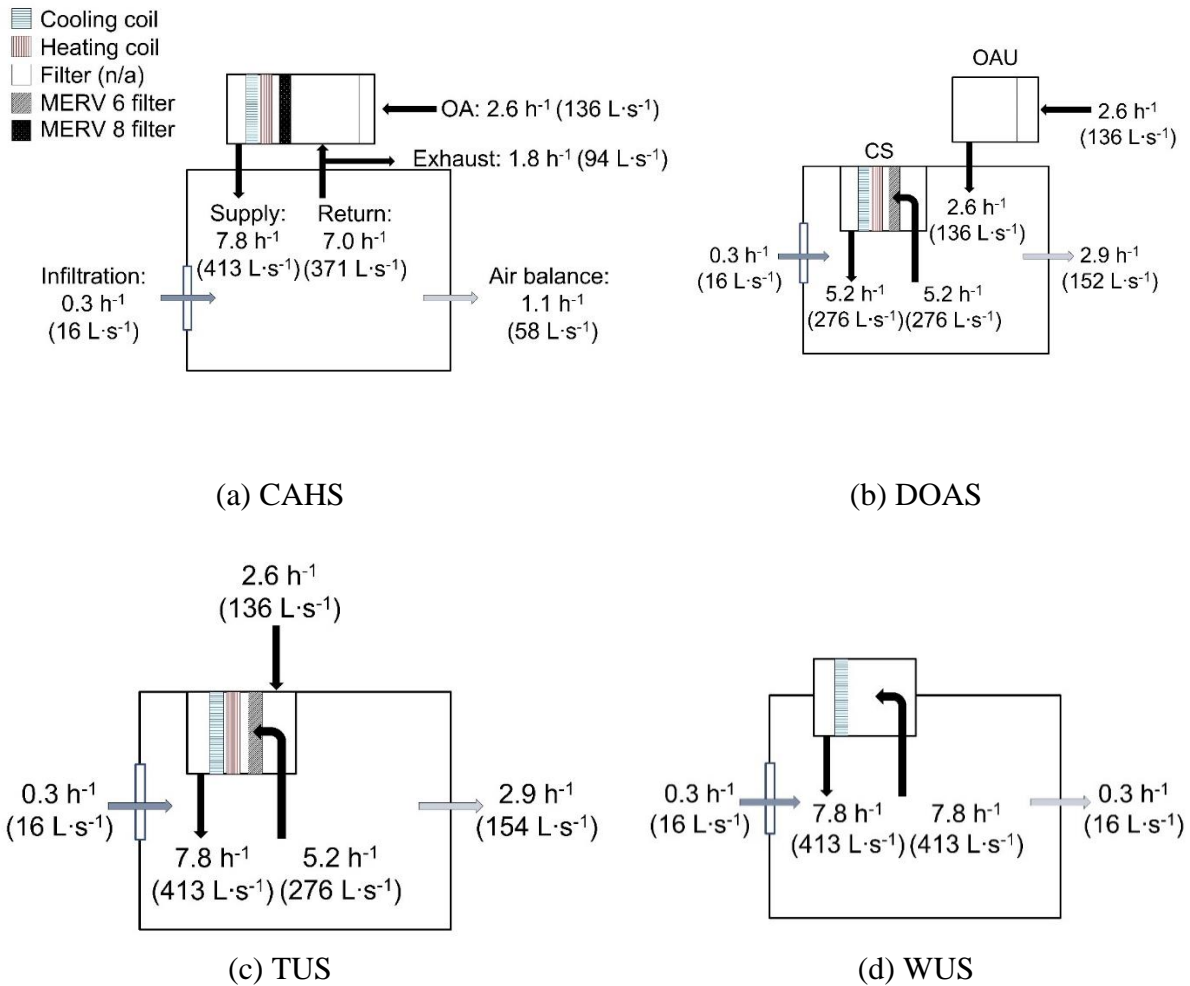 Cooling coil
Heating coil
Filter (n/a)
MERV 6 filter
MERV 8 filter
OA: 2.6 h⁻¹ (136 L·s⁻¹)
Exhaust: 1.8 h⁻¹ (94 L·s⁻¹)
Supply:
7.8 h⁻¹
(413 L·s⁻¹)
Return:
7.0 h⁻¹
(371 L·s⁻¹)
Infiltration:
0.3 h⁻¹
(16 L·s⁻¹)
Air balance:
1.1 h⁻¹
(58 L·s⁻¹)
(a) CAHS
OAU
2.6 h⁻¹
(136 L·s⁻¹)
CS
2.6 h⁻¹
(136 L·s⁻¹)
0.3 h⁻¹
(16 L·s⁻¹)
5.2 h⁻¹
(276 L·s⁻¹)
5.2 h⁻¹
(276 L·s⁻¹)
2.9 h⁻¹
(152 L·s⁻¹)
(b) DOAS
2.6 h⁻¹
(136 L·s⁻¹)
0.3 h⁻¹
(16 L·s⁻¹)
7.8 h⁻¹
(413 L·s⁻¹)
5.2 h⁻¹
(276 L·s⁻¹)
2.9 h⁻¹
(154 L·s⁻¹)
(c) TUS
0.3 h⁻¹
(16 L·s⁻¹)
7.8 h⁻¹
(413 L·s⁻¹)
7.8 h⁻¹
(413 L·s⁻¹)
0.3 h⁻¹
(16 L·s⁻¹)
(d) WUS